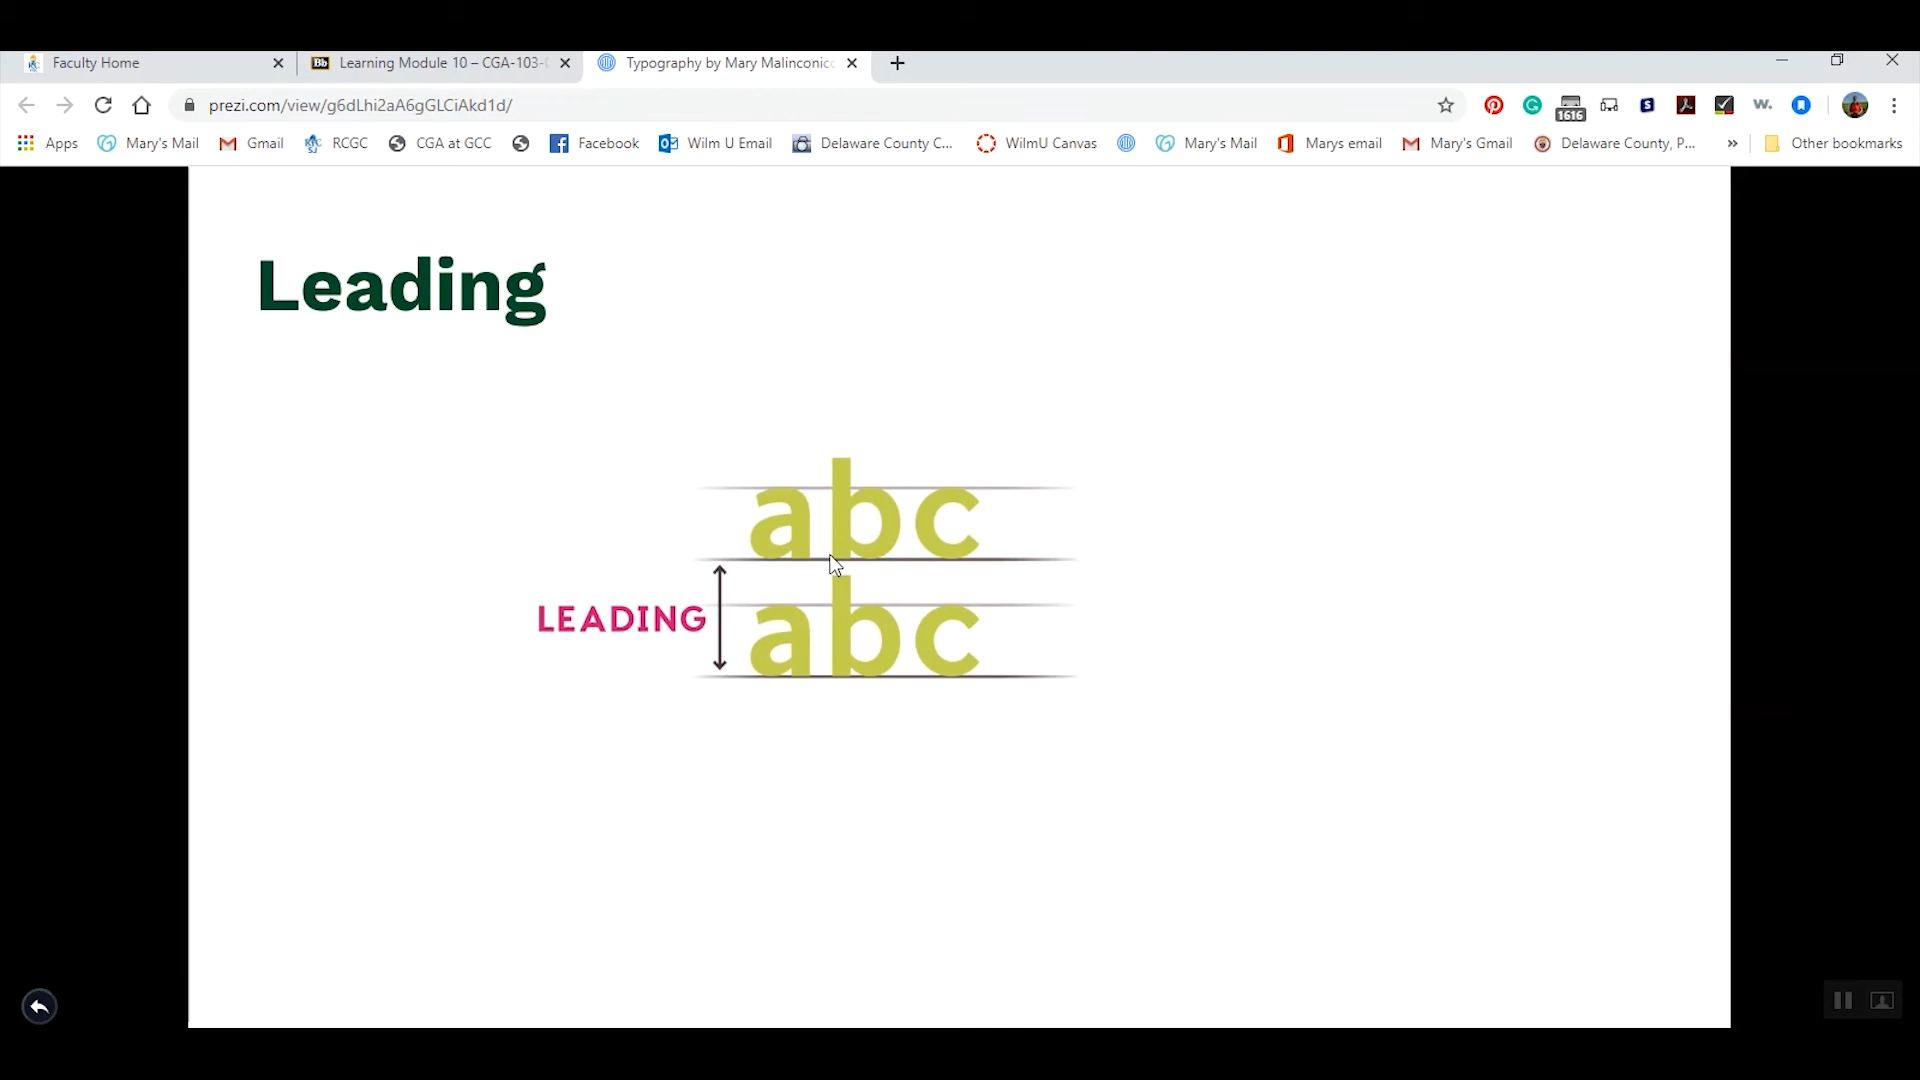 Faculty Home
Bb Learning Module 10 – CGA-103-
Typography by Mary Malinconic
prezi.com/view/g6dLhi2aA6gGLCiAkd1d/
1616
w.
Apps Mary's Mail Gmail RCGC CGA at GCC Facebook Wilm U Email Delaware County C... WilmU Canvas Mary's Mail Marys email Mary's Gmail Delaware County, P... » Other bookmarks
Leading
abc
LEADING
abc